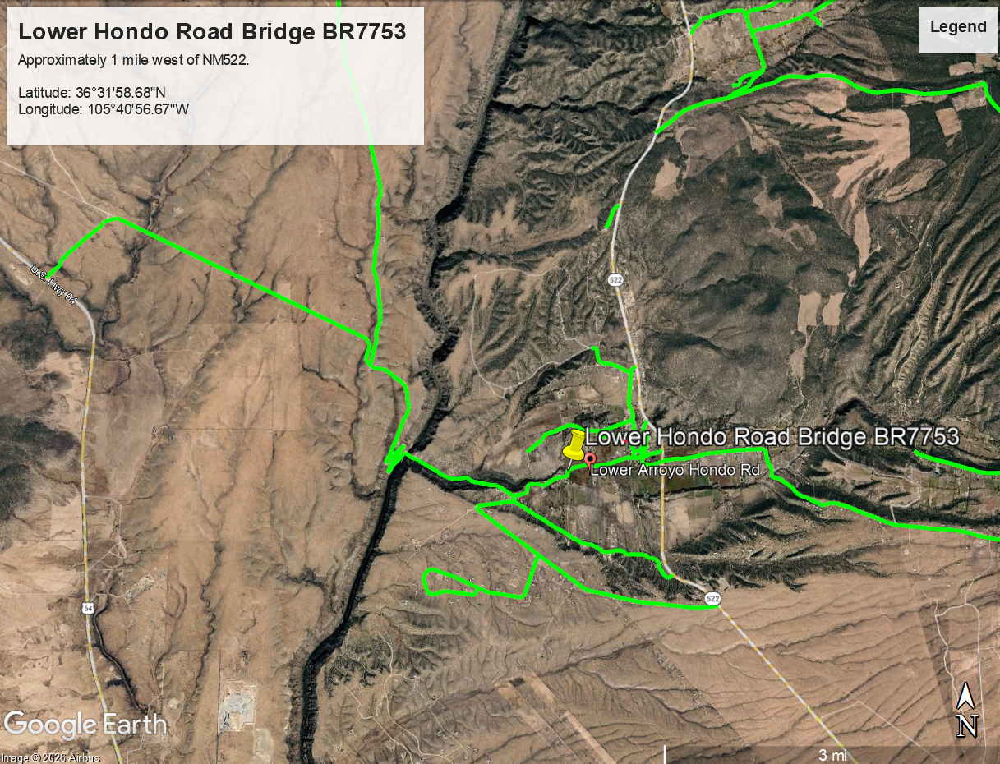 Lower Hondo Road Bridge BR7753
Approximately 1 mile west of NM522.
Latitude: 36°31'58.68"N
Longitude: 105°40'56.67"W
Legend
U.S. Hwy 64
522
Lower Hondo Road Bridge BR7753
Lower Arroyo Hondo Rd
522
64
N
Google Earth
3 mi
Image © 2026 Airbus